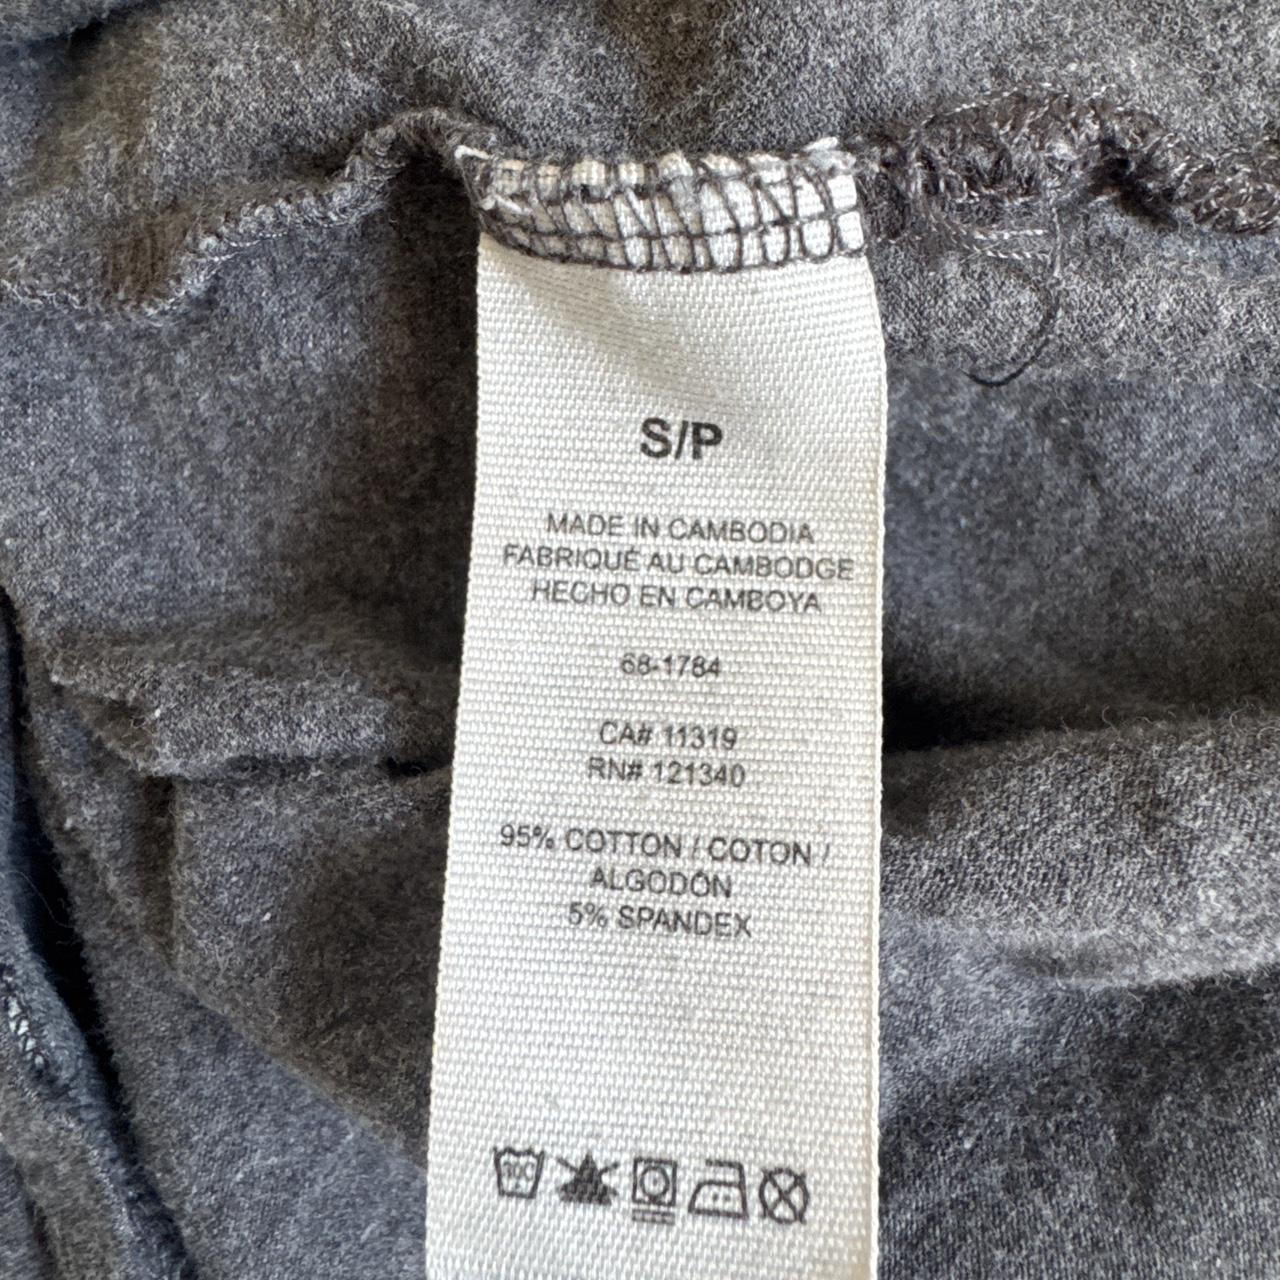 S/P
MADE IN CAMBODIA
FABRIQUÉ AU CAMBODGE
HECHO EN CAMBOYA
68-1784
CA# 11319
RN# 121340
95% COTTON / COTON /
ALGODÓN
5% SPANDEX
100